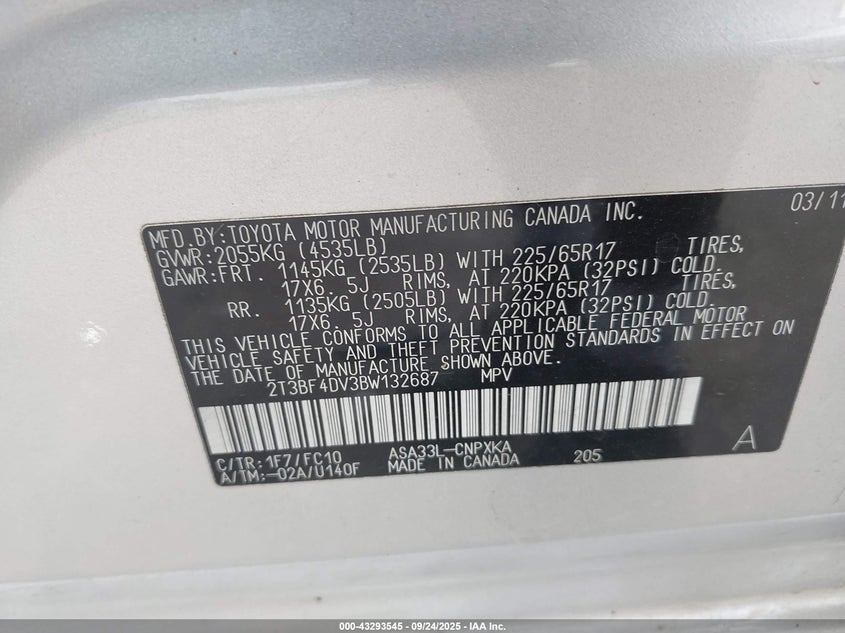 03/11
MFD.BY:TOYOTA MOTOR MANUFACTURING CANADA INC.
GVWR:2055KG (4535LB)
GAWR:FRT. 1145KG (2535LB) WITH 225/65R17 TIRES,
17X6. 5J RIMS, AT 220KPA (32PSI) COLD.
RR. 1135KG (2505LB) WITH 225/65R17 TIRES,
17X6. 5J RIMS, AT 220KPA (32PSI) COLD.
THIS VEHICLE CONFORMS TO ALL APPLICABLE FEDERAL MOTOR
VEHICLE SAFETY AND THEFT PREVENTION STANDARDS IN EFFECT ON
THE DATE OF MANUFACTURE SHOWN ABOVE.
2T3BF4DV3BW132687 MPV
C/TR:1F7/FC10 ASA33L-CNPXKA A
A/TM:-02A/U140F MADE IN CANADA 205
000-43293545 - 09/24/2025 - IAA Inc.